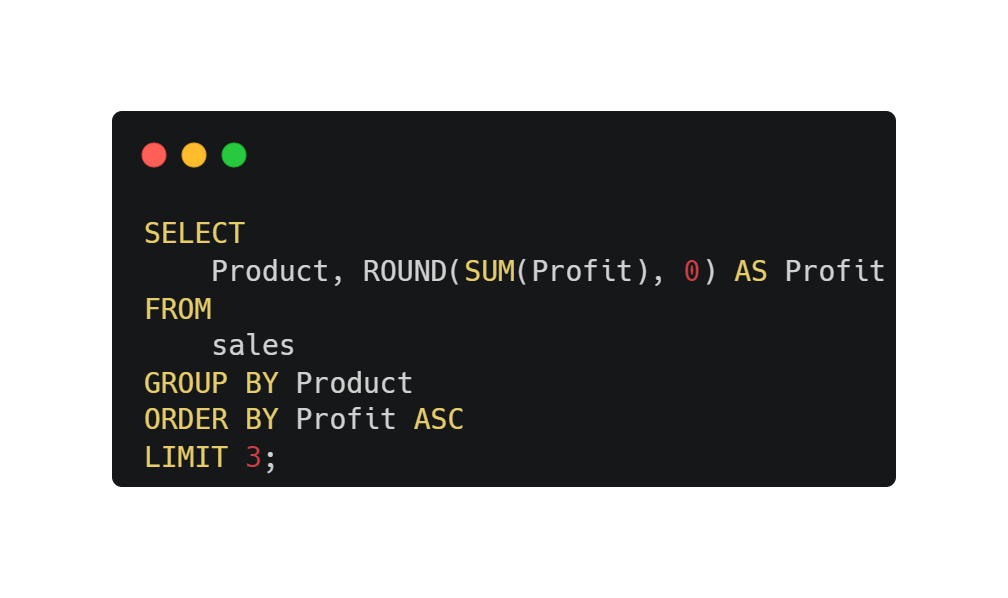 SELECT
    Product, ROUND(SUM(Profit), 0) AS Profit
FROM
    sales
GROUP BY Product
ORDER BY Profit ASC
LIMIT 3;